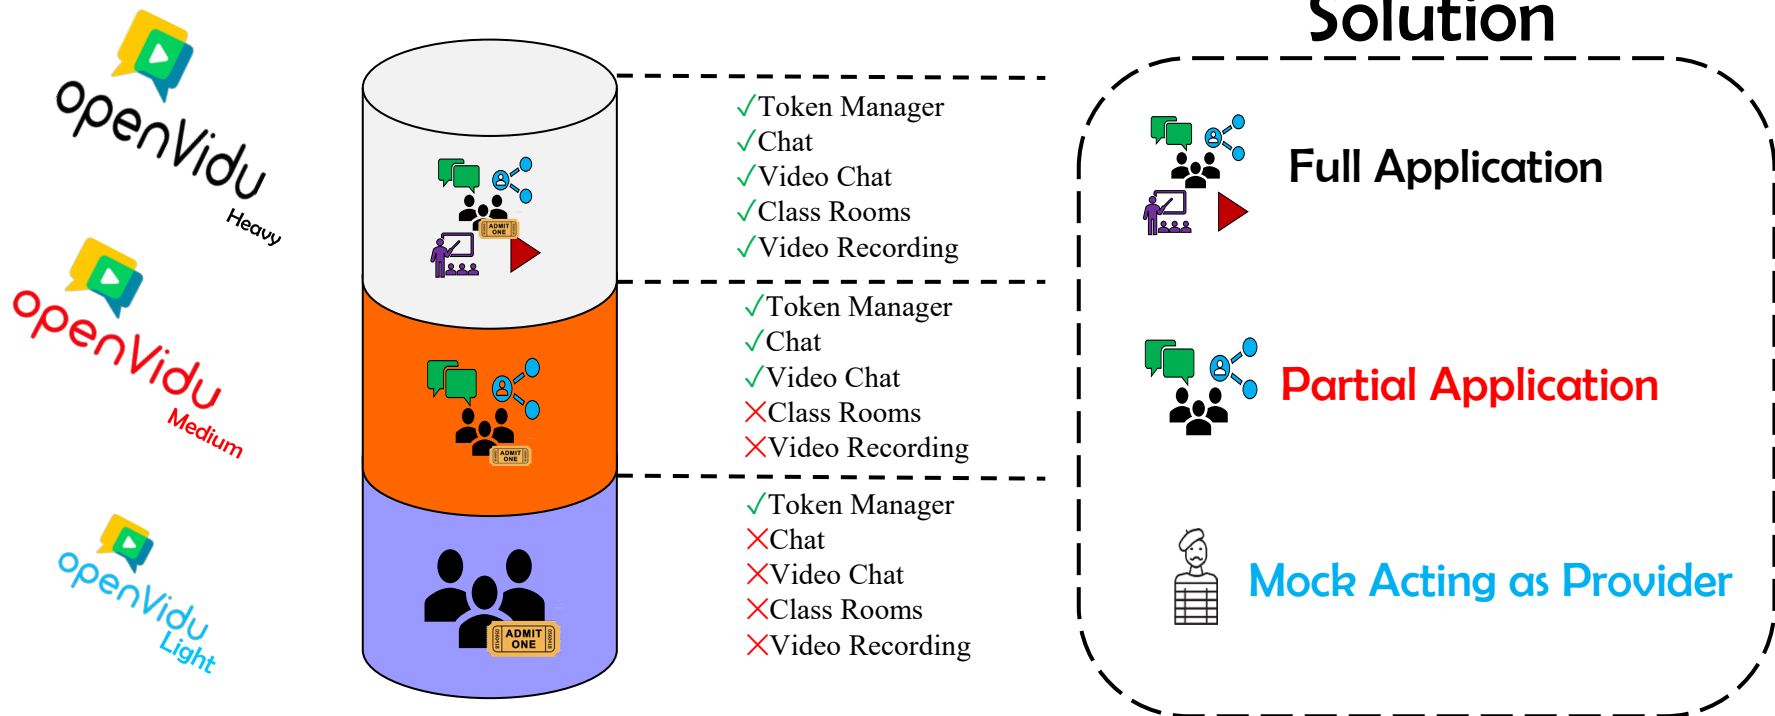 Solution
openVidu
Heavy
ADMIT
ONE
✓Token Manager
✓Chat
✓Video Chat
✓Class Rooms
✓Video Recording
Full Application
openVidu
Medium
ADMIT
ONE
✓Token Manager
✓Chat
✓Video Chat
✕Class Rooms
✕Video Recording
Partial Application
openVidu
Light
ADMIT
ONE
✓Token Manager
✕Chat
✕Video Chat
✕Class Rooms
✕Video Recording
Mock Acting as Provider